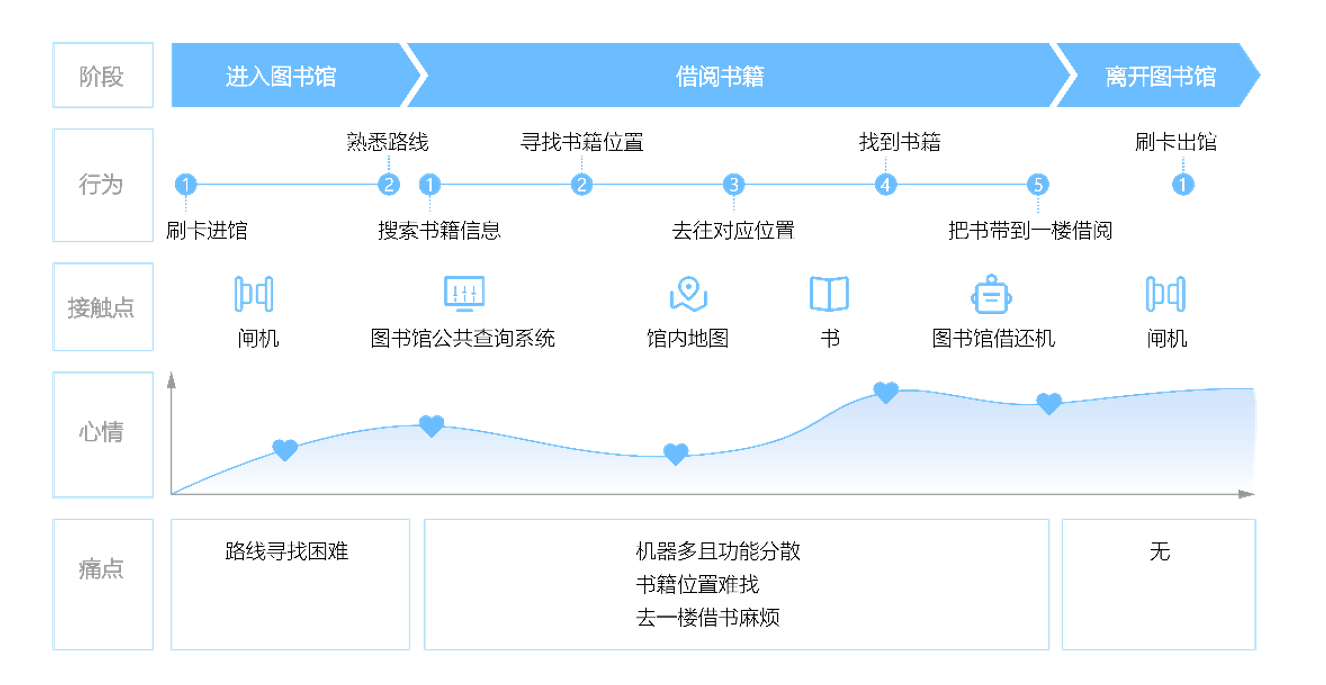 阶段
进入图书馆
借阅书籍
离开图书馆
行为
熟悉路线
寻找书籍位置
找到书籍
刷卡出馆
1
2
1
2
3
4
5
1
刷卡进馆
搜索书籍信息
去往对应位置
把书带到一楼借阅
接触点
闸机
图书馆公共查询系统
馆内地图
书
图书馆借还机
闸机
心情
痛点
路线寻找困难
机器多且功能分散
书籍位置难找
去一楼借书麻烦
无